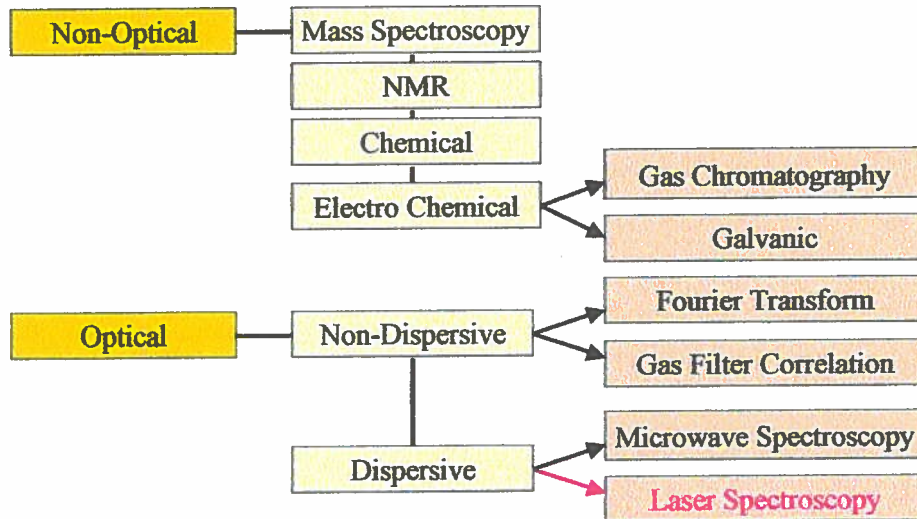 Non-Optical
Mass Spectroscopy
NMR
Chemical
Electro Chemical
Gas Chromatography
Galvanic
Optical
Non-Dispersive
Fourier Transform
Gas Filter Correlation
Dispersive
Microwave Spectroscopy
Laser Spectroscopy